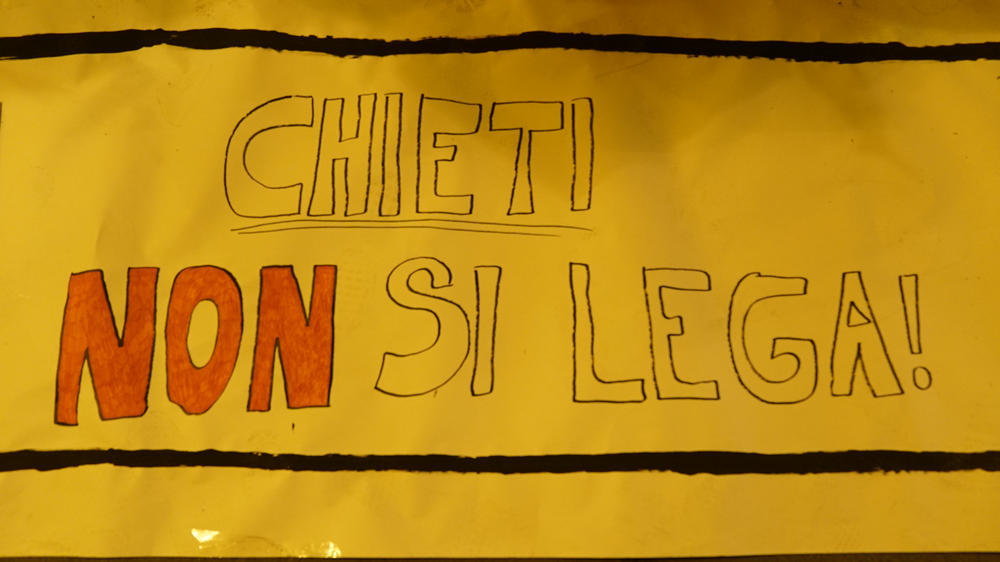 CHIETI
NON SI LEGA!